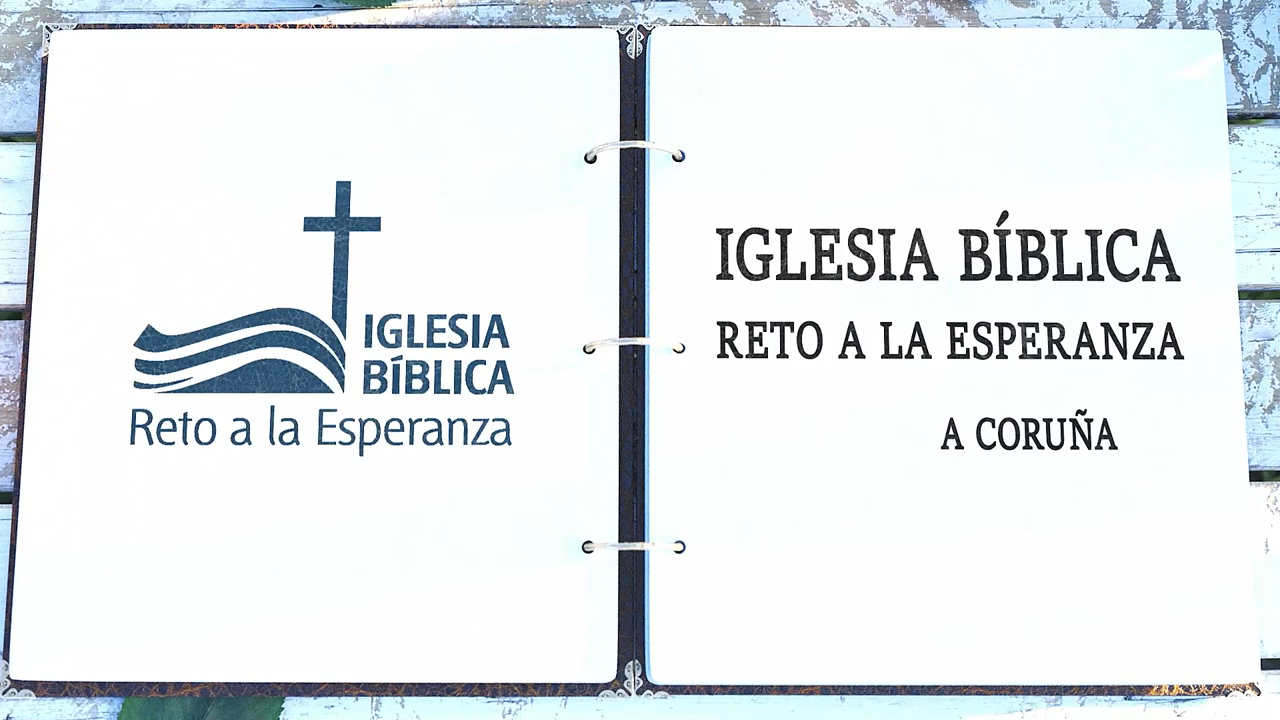 IGLESIA
BÍBLICA
Reto a la Esperanza
IGLESIA BÍBLICA
RETO A LA ESPERANZA
A CORUÑA